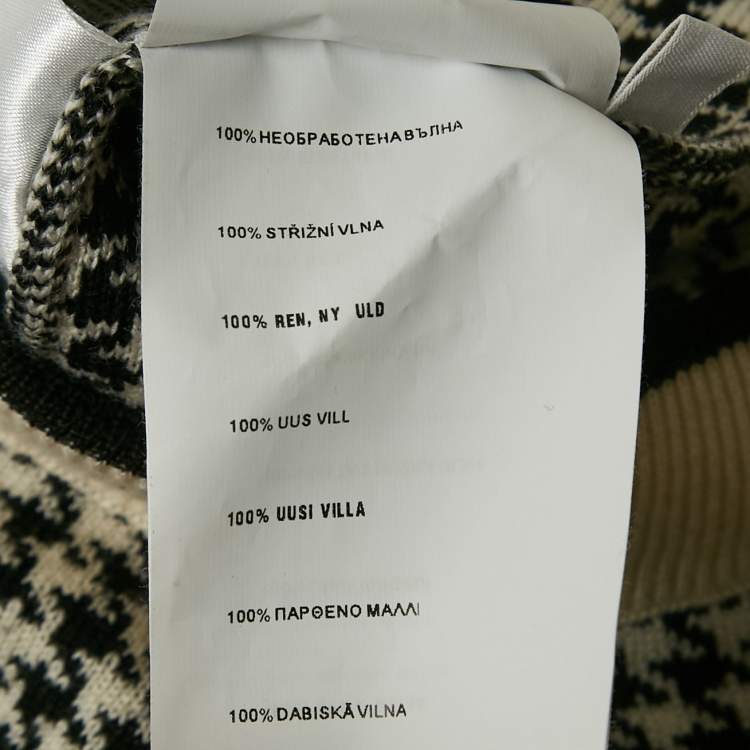 100% НЕОБРАБОТЕНА ВЪЛНА
100% STŘIŽNÍ VLNA
100% REN, NY ULD
100% UUS VILL
100% UUSI VILLA
100% ΠΑΡΘΕΝΟ ΜΑΛΛΙ
100% DABISKĀ VILNA